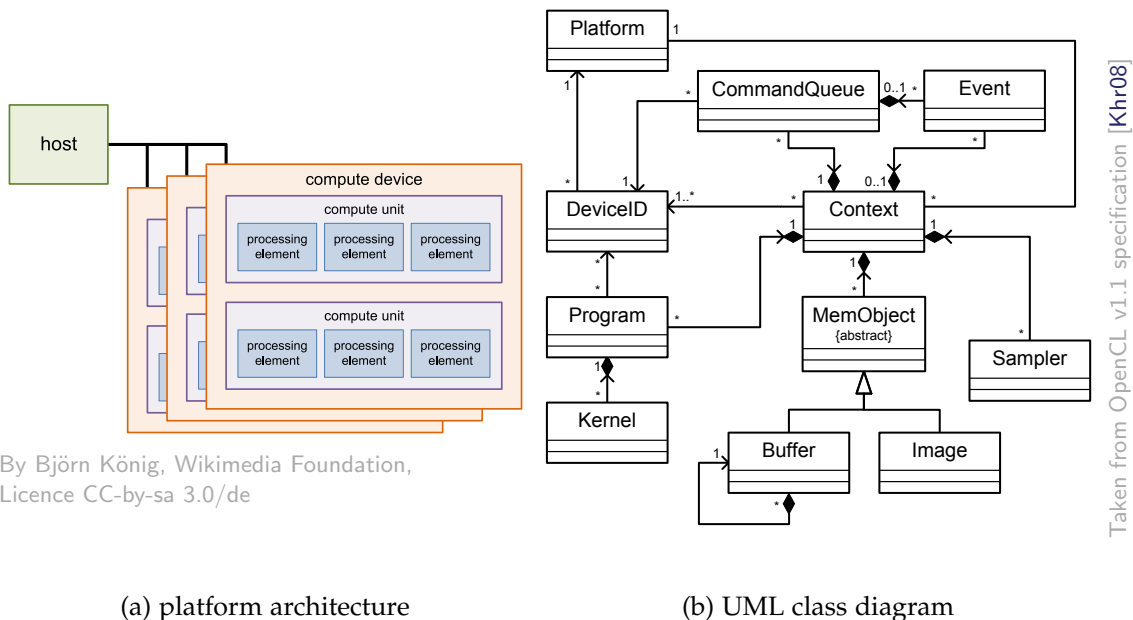 host
compute device
compute unit
processing element
processing element
processing element
compute unit
processing element
processing element
processing element
By Björn König, Wikimedia Foundation,
Licence CC-by-sa 3.0/de
(a) platform architecture
Platform
1
1
CommandQueue
0..1
*
Event
*
*
*
*
1
1
0..1
*
DeviceID
1..*
*
Context
*
1
1
*
*
1
*
Program
*
MemObject
{abstract}
Sampler
*
1
*
Kernel
Buffer
Image
1
*
Taken from OpenCL v1.1 specification [Khr08]
(b) UML class diagram